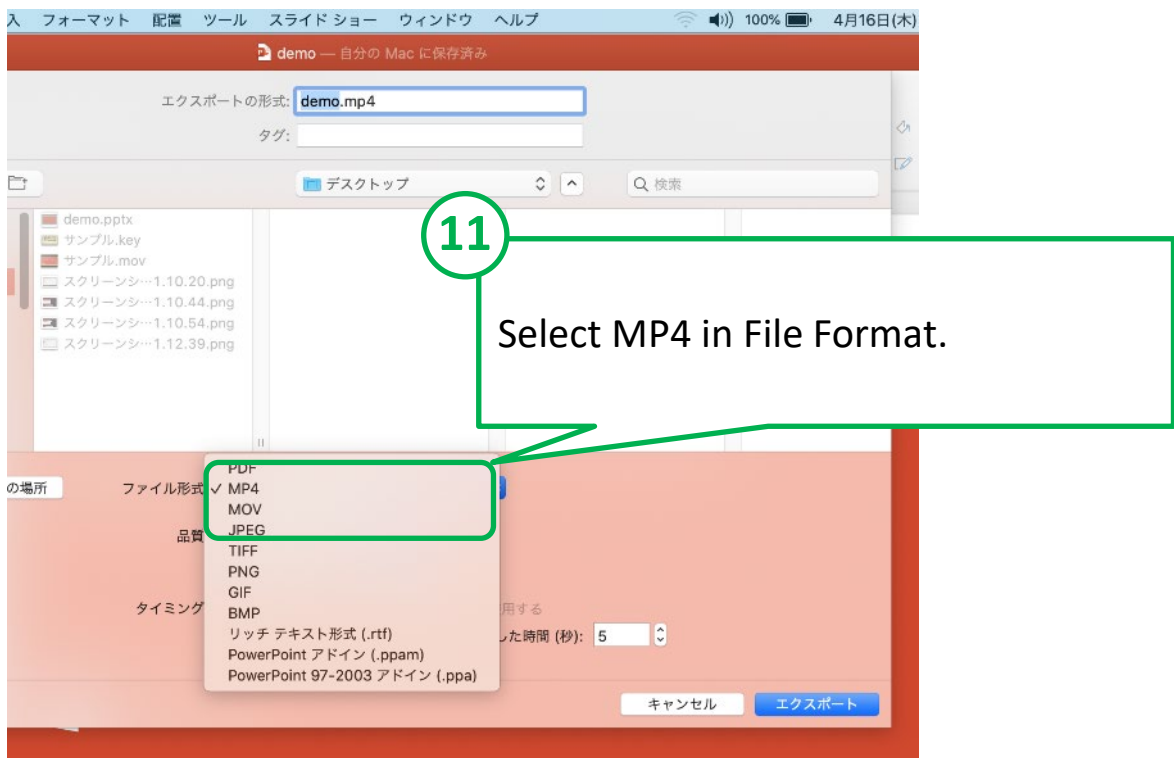 入 フォーマット 配置 ツール スライド ショー ウィンドウ ヘルプ 100% 4月16日(木)
demo — 自分の Mac に保存済み
エクスポートの形式: demo.mp4
タグ:
デスクトップ 検索
demo.pptx
サンプル.key
サンプル.mov
スクリーンシ…1.10.20.png
スクリーンシ…1.10.44.png
スクリーンシ…1.10.54.png
スクリーンシ…1.12.39.png
11
Select MP4 in File Format.
の場所 ファイル形式
PDF
✓ MP4
MOV
JPEG
TIFF
PNG
GIF
BMP
リッチ テキスト形式 (.rtf)
PowerPoint アドイン (.ppam)
PowerPoint 97-2003 アドイン (.ppa)
品質
タイミング 用する
した時間 (秒): 5
キャンセル エクスポート